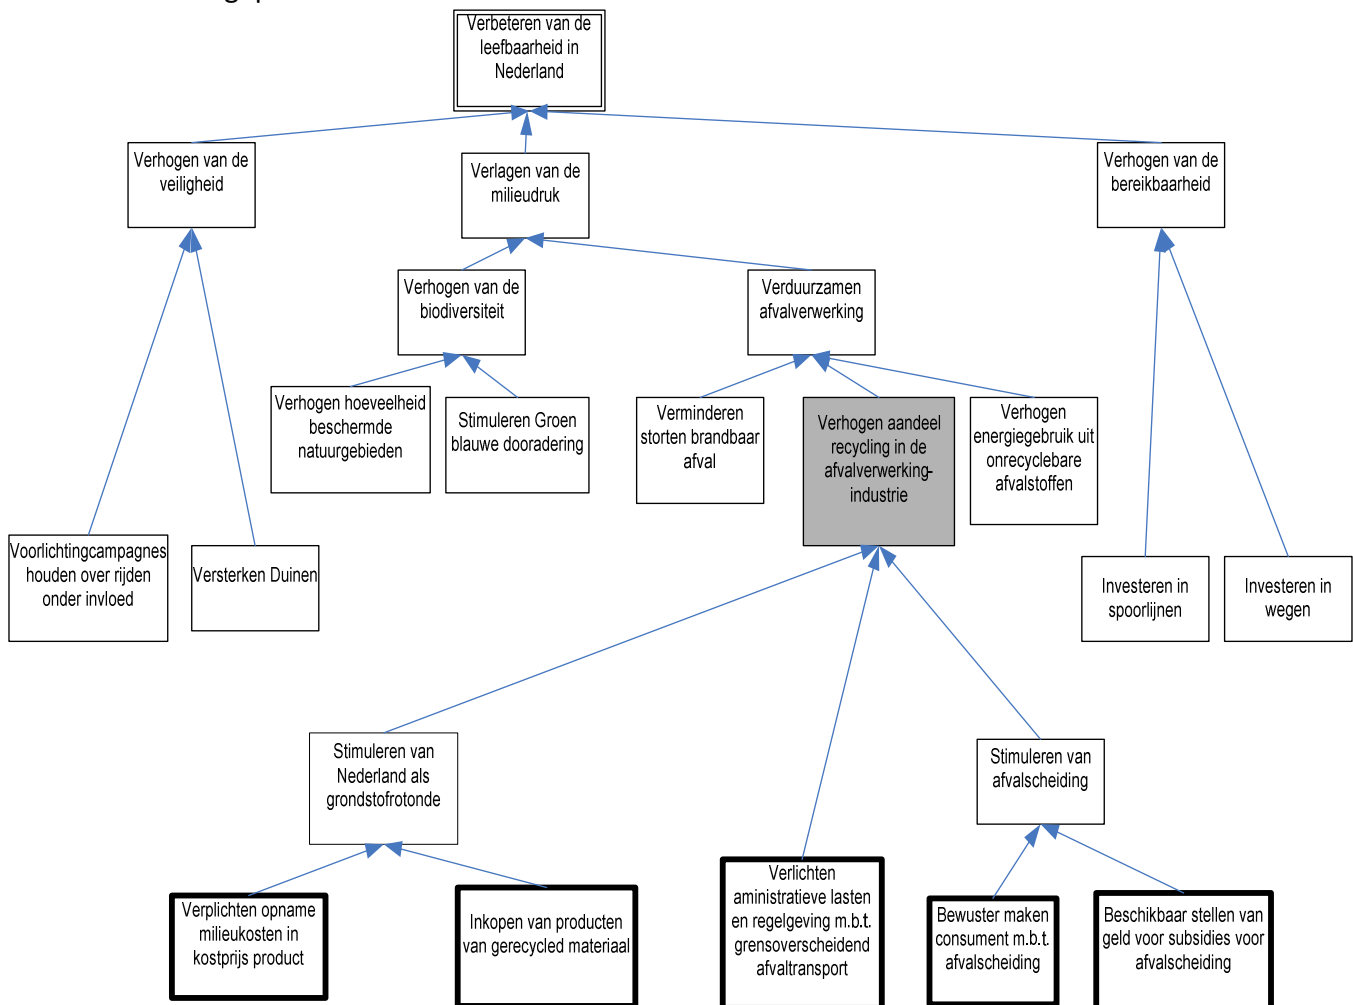 Verbeteren van de
leefbaarheid in
Nederland
Verhogen van de
veiligheid
Verlagen van de
milieudruk
Verhogen van de
bereikbaarheid
Verhogen van de
biodiversiteit
Verduurzamen
afvalverwerking
Verhogen hoeveelheid
beschermde
natuurgebieden
Stimuleren Groen
blauwe dooradering
Verminderen
storten brandbaar
afval
Verhogen aandeel
recycling in de
afvalverwerking-
industrie
Verhogen
energiegebruik uit
onrecyclebare
afvalstoffen
Voorlichtingcampagnes
houden over rijden
onder invloed
Versterken Duinen
Investeren in
spoorlijnen
Investeren in
wegen
Stimuleren van
Nederland als
grondstofrotonde
Stimuleren van
afvalscheiding
Verplichten opname
milieukosten in
kostprijs product
Inkopen van producten
van gerecycled materiaal
Verlichten
aministratieve lasten
en regelgeving m.b.t.
grensoverscheidend
afvaltransport
Bewuster maken
consument m.b.t.
afvalscheiding
Beschikbaar stellen van
geld voor subsidies voor
afvalscheiding